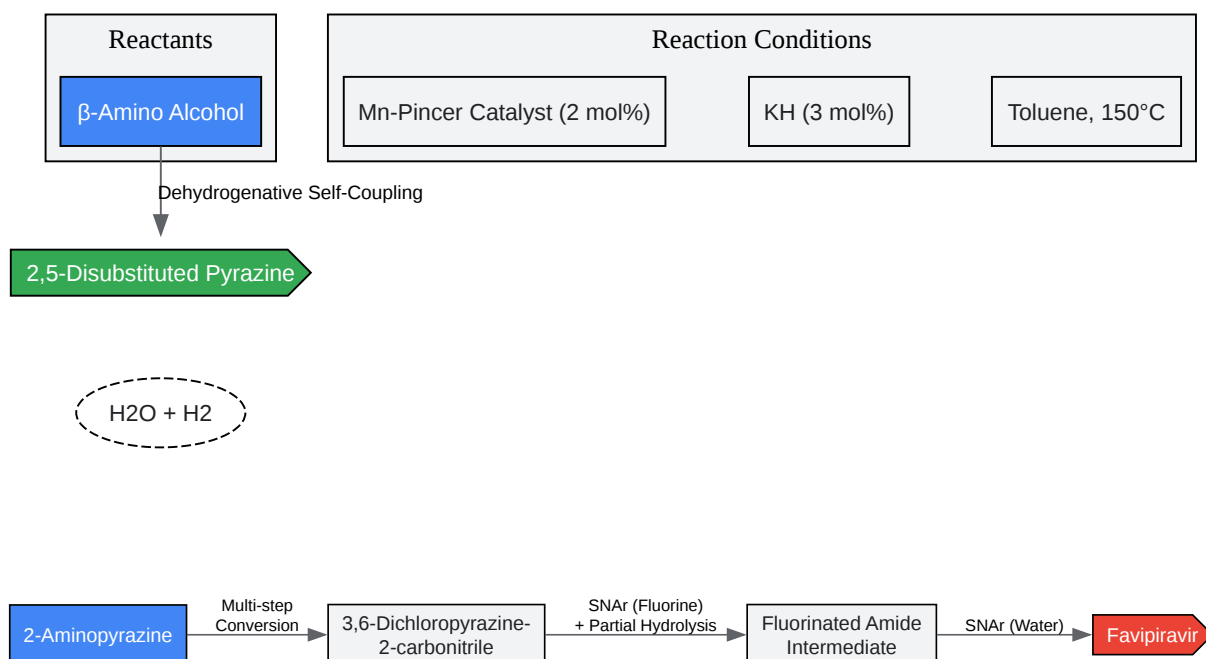 Reactants
Reaction Conditions
β-Amino Alcohol
Mn-Pincer Catalyst (2 mol%)
KH (3 mol%)
Toluene, 150°C
Dehydrogenative Self-Coupling
2,5-Disubstituted Pyrazine
H2O + H2
2-Aminopyrazine
Multi-step
Conversion
3,6-Dichloropyrazine-
2-carbonitrile
SNAr (Fluorine)
+ Partial Hydrolysis
Fluorinated Amide
Intermediate
SNAr (Water)
Favipiravir